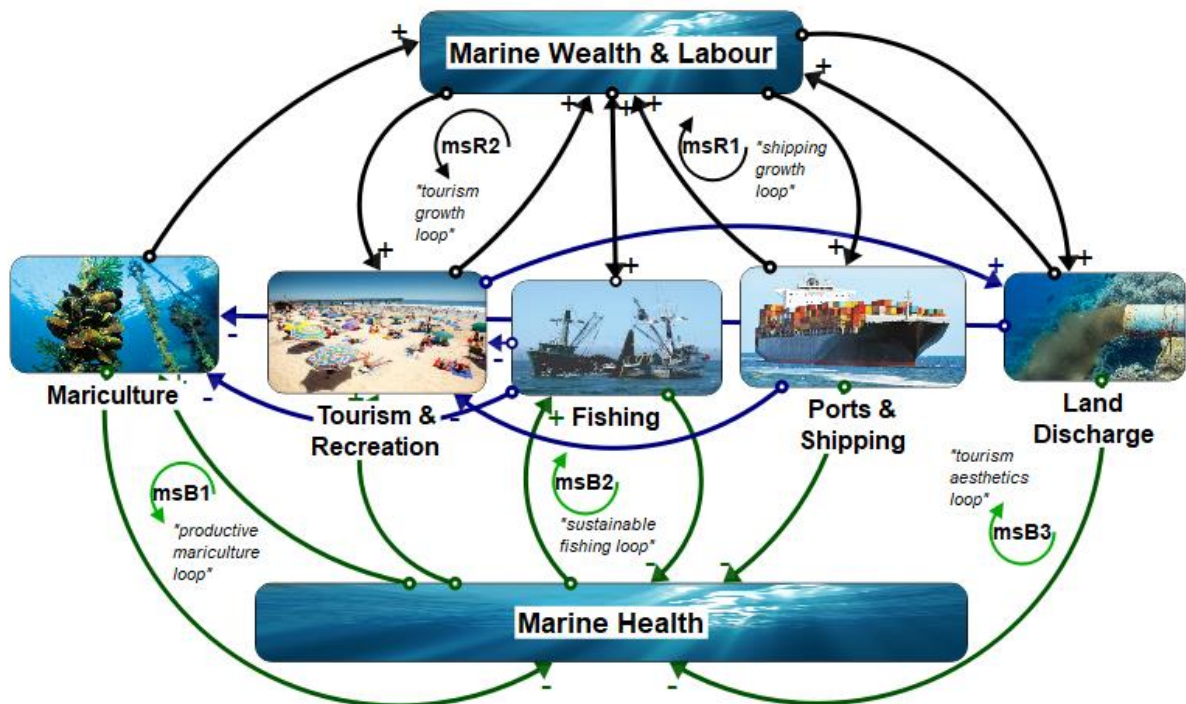 Marine Wealth & Labour
+
+
+
+
+
msR2
msR1
"shipping
growth
loop"
"tourism
growth
loop"
+
+
+
+
+
-
-
Mariculture
-
+
Tourism &
Recreation
-
+
Fishing
Ports &
Shipping
Land
Discharge
msB1
"productive
mariculture
loop"
msB2
"sustainable
fishing loop"
"tourism
aesthetics
loop"
msB3
-
-
Marine Health
-
-